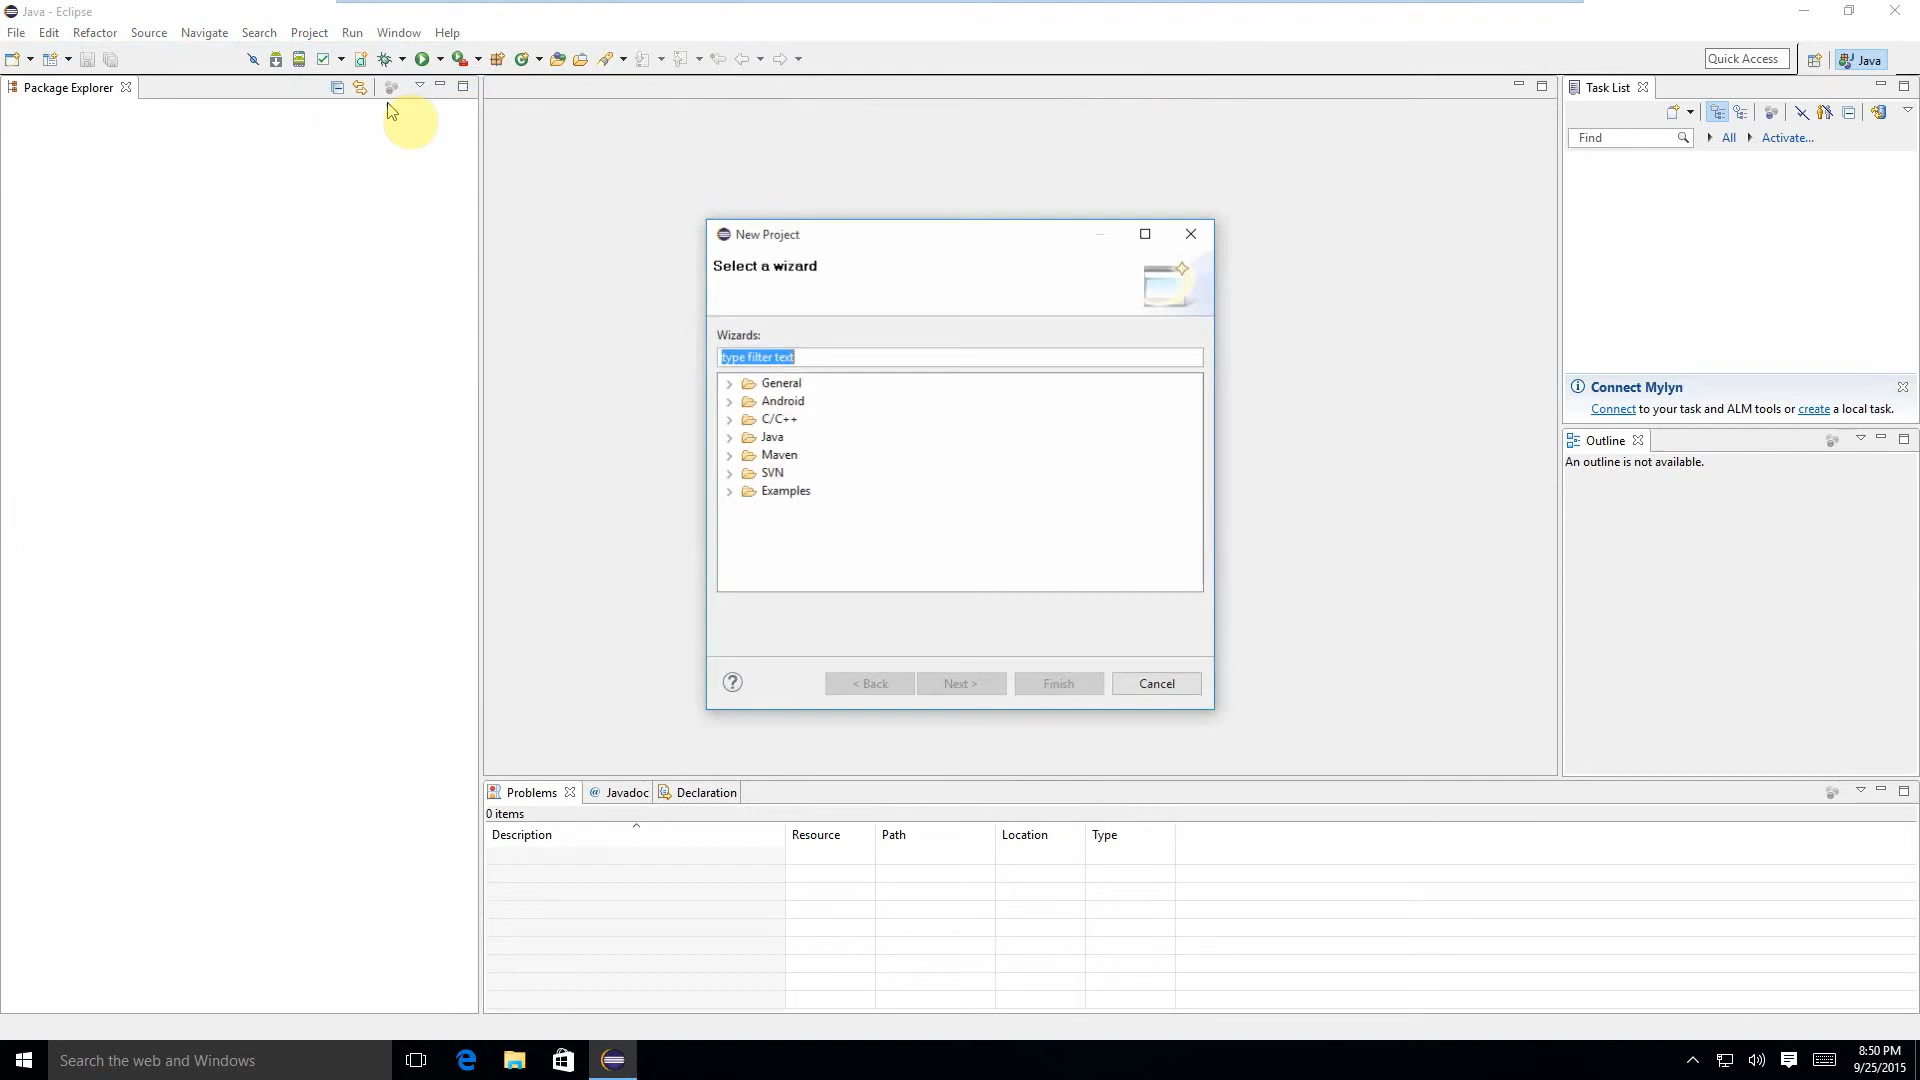 Java - Eclipse
File Edit Refactor Source Navigate Search Project Run Window Help
Quick Access
Java
Package Explorer
Task List
Find
All
Activate...
New Project
Select a wizard
Wizards:
type filter text
General
Android
C/C++
Java
Maven
SVN
Examples
< Back
Next >
Finish
Cancel
Connect Mylyn
Connect to your task and ALM tools or create a local task.
Outline
An outline is not available.
Problems
@ Javadoc
Declaration
0 items
Description Resource Path Location Type
Search the web and Windows
8:50 PM
9/25/2015